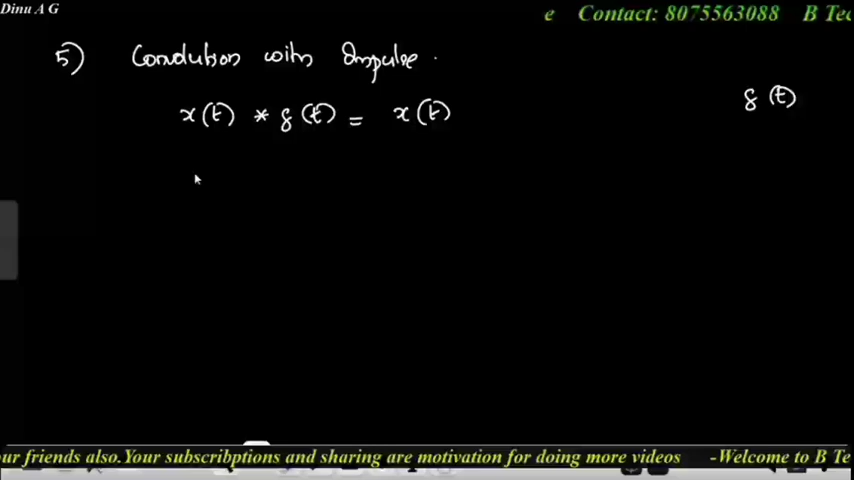 Dinu A G
e Contact: 8075563088 B Tec
5) Convolution with Impulse.
x(t) * δ(t) = x(t)
δ(t)
ur friends also.Your subscribptions and sharing are motivation for doing more videos -Welcome to B Te